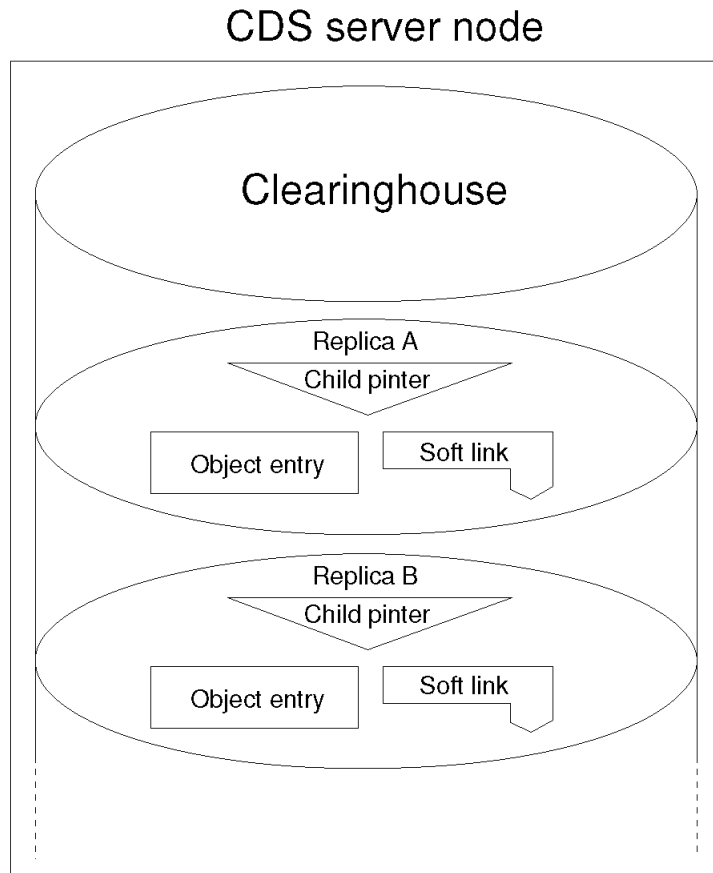 CDS server node
Clearinghouse
Replica A
Child pinter
Object entry
Soft link
Replica B
Child pinter
Object entry
Soft link